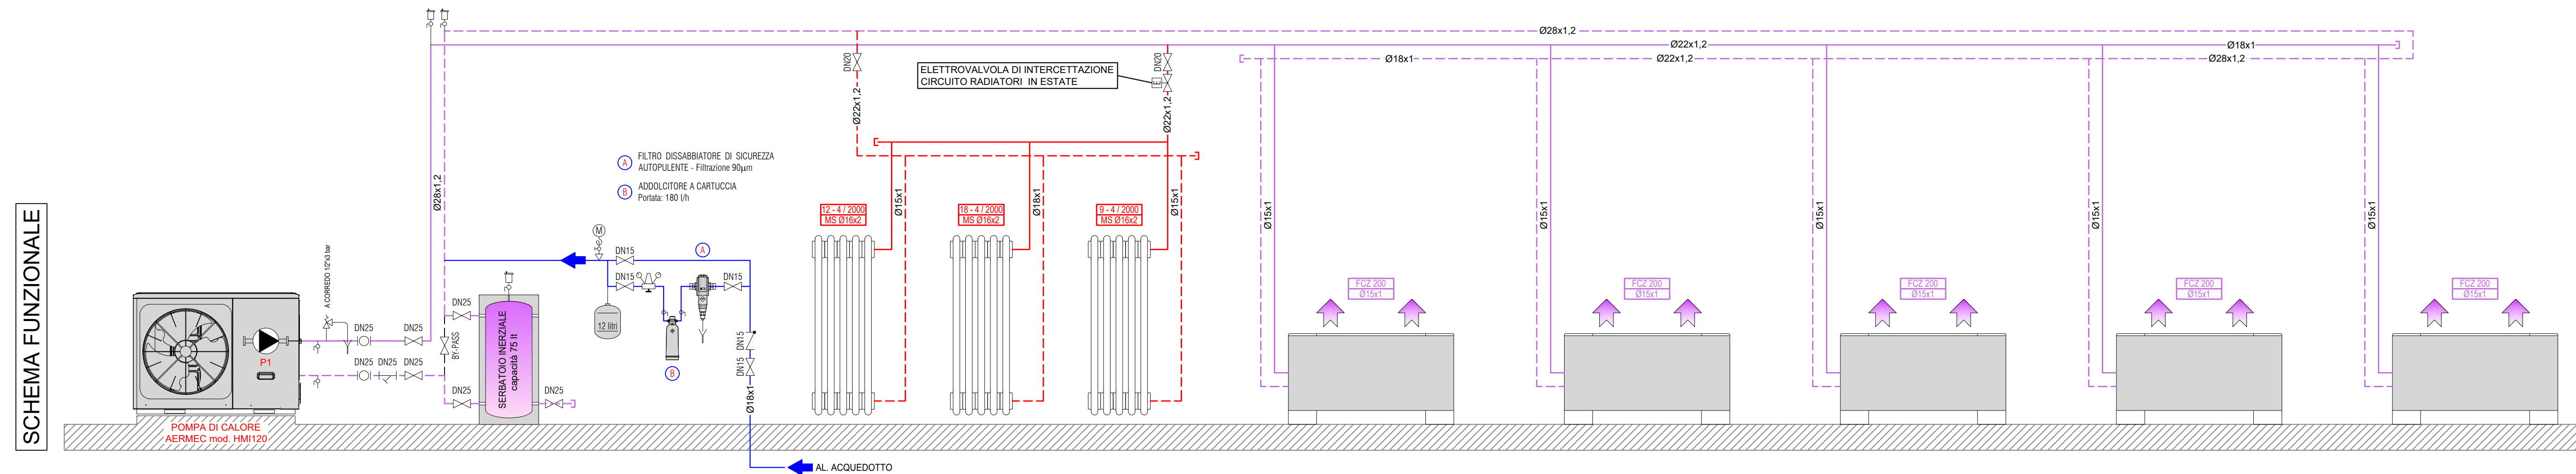 SCHEMA FUNZIONALE
Ø28x1,2
Ø22x1,2
Ø18x1
Ø18x1
Ø22x1,2
Ø28x1,2
DN20
DN20
ELETTROVALVOLA DI INTERCETTAZIONE
CIRCUITO RADIATORI IN ESTATE
E
Ø22x1,2
Ø22x1,2
A
FILTRO DISSABBIATORE DI SICUREZZA
AUTOPULENTE - Filtrazione 90µm
B
ADDOLCITORE A CARTUCCIA
Portata: 180 l/h
Ø28x1,2
Ø15x1
Ø18x1
Ø15x1
Ø15x1
Ø15x1
Ø15x1
Ø15x1
Ø15x1
12 - 4 / 2000
MS Ø16x2
18 - 4 / 2000
MS Ø16x2
9 - 4 / 2000
MS Ø16x2
M
A
DN15
DN15
DN15
A CORREDO 1/2"x3 bar
FCZ 200
Ø15x1
FCZ 200
Ø15x1
FCZ 200
Ø15x1
FCZ 200
Ø15x1
FCZ 200
Ø15x1
DN25
DN25
DN25
P1
DN25
DN25
DN25
BY-PASS
SERBATOIO INERZIALE
capacità 75 lt
12 litri
DN15
DN15
B
DN25
DN25
Ø18x1
POMPA DI CALORE
AERMEC mod. HMI120
AL. ACQUEDOTTO